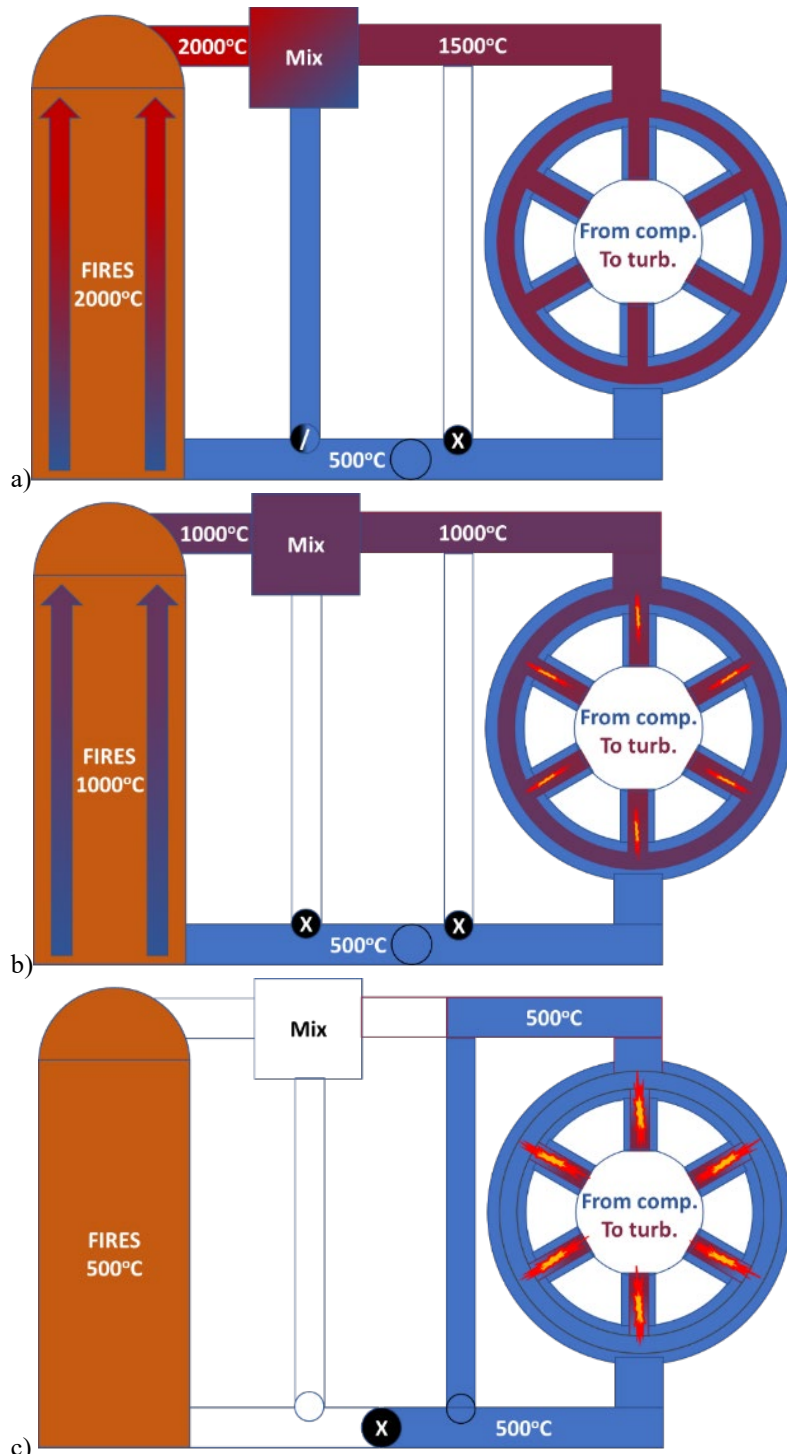 2000°C
Mix
1500°C
FIRES
2000°C
From comp.
To turb.
/
X
500°C
a)
1000°C
Mix
1000°C
FIRES
1000°C
From comp.
To turb.
X
X
500°C
b)
Mix
500°C
FIRES
500°C
From comp.
To turb.
X
500°C
c)